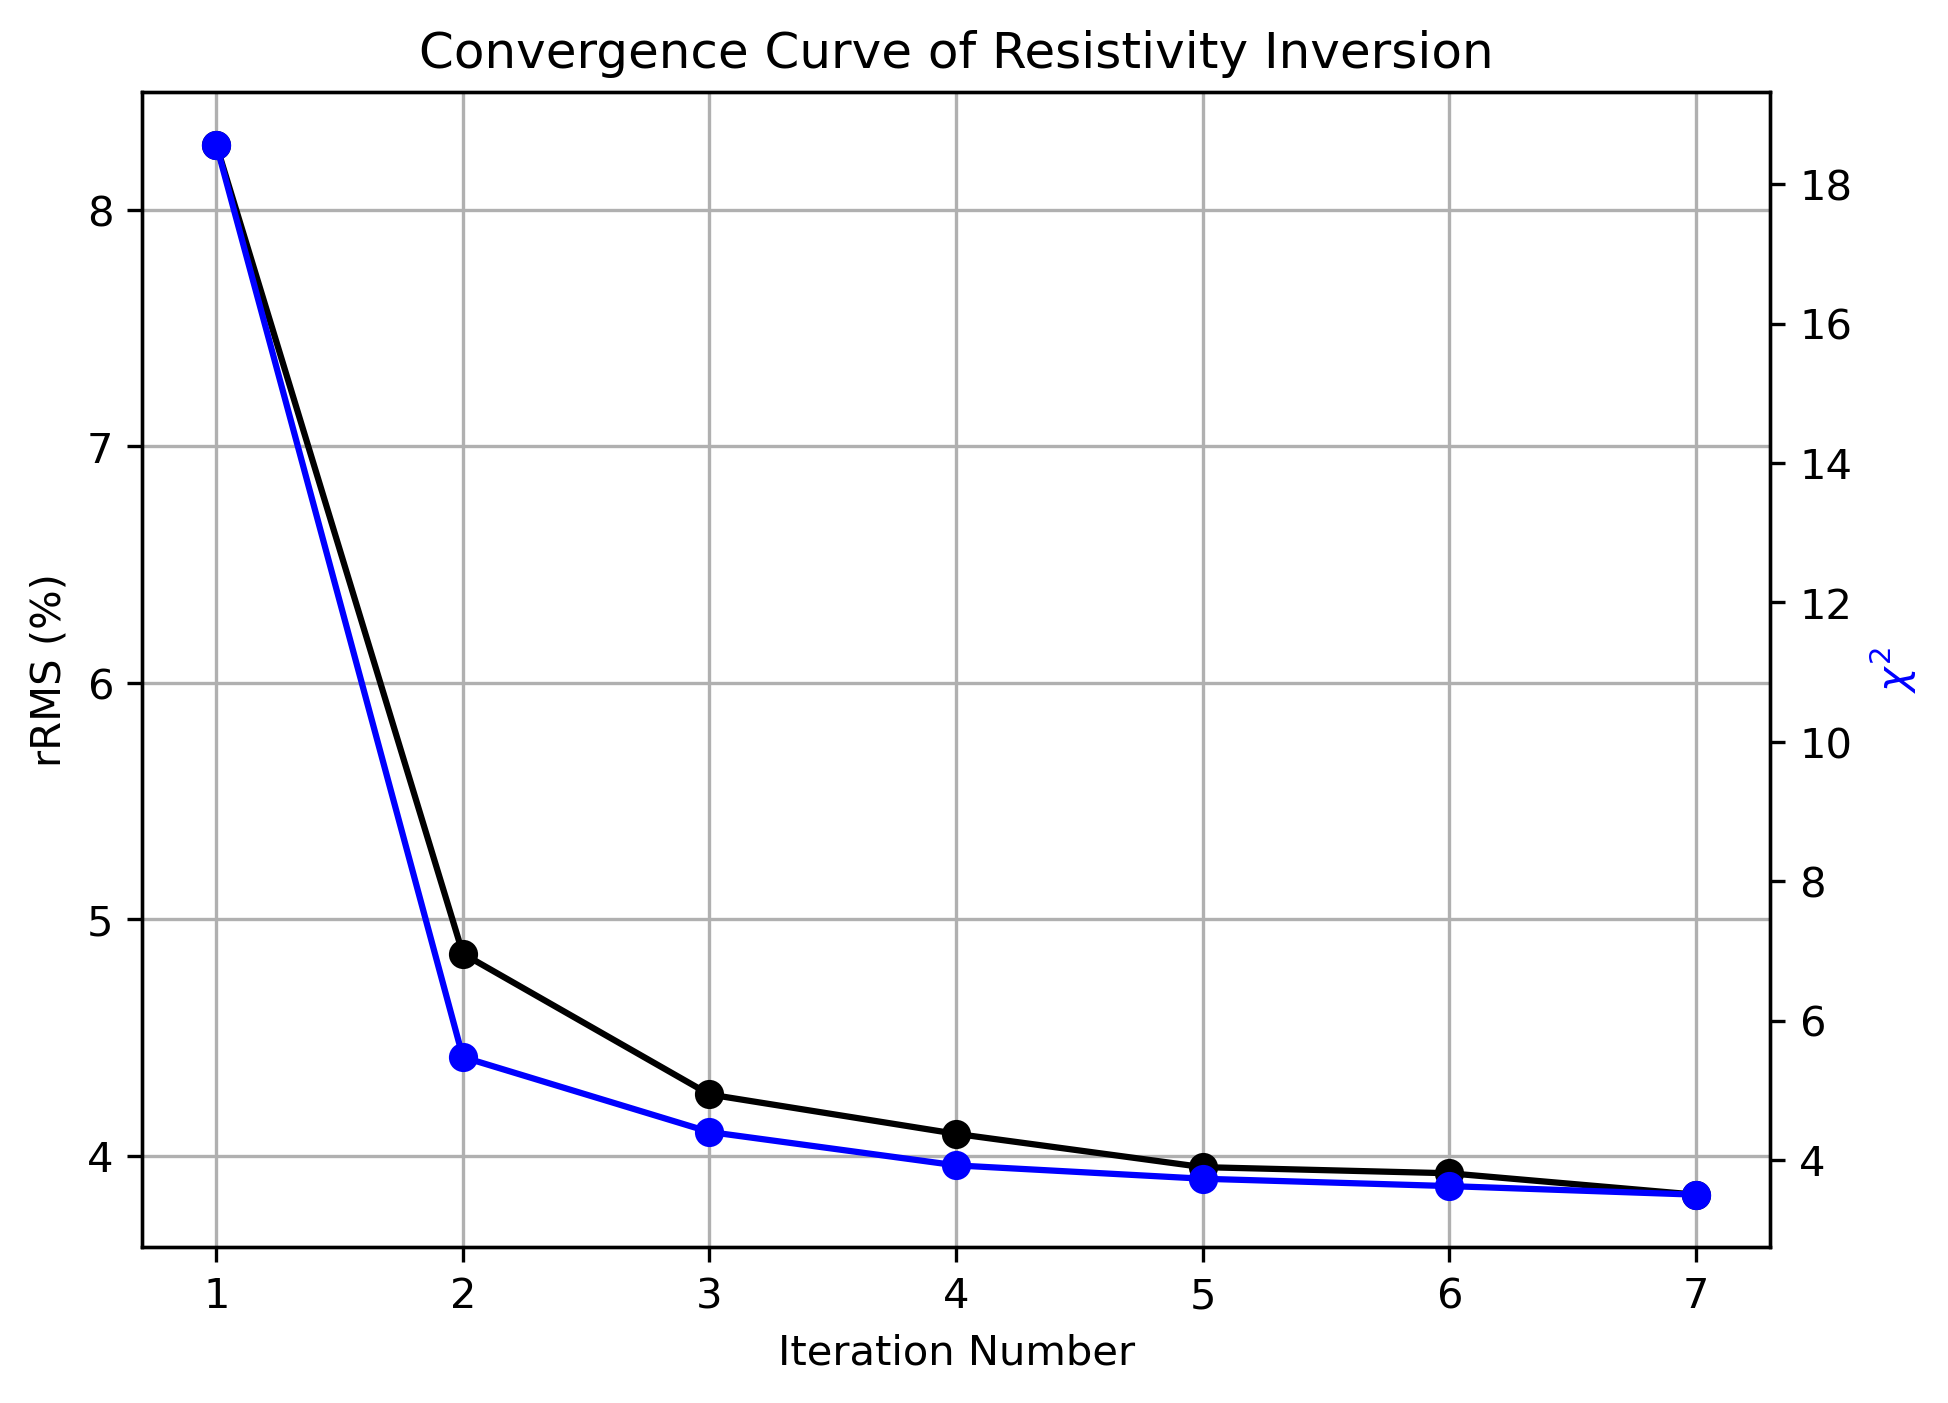 Convergence Curve of Resistivity Inversion
8
7
6
5
4
rRMS (%)
18
16
14
12
10
8
6
4
χ²
1 2 3 4 5 6 7
Iteration Number